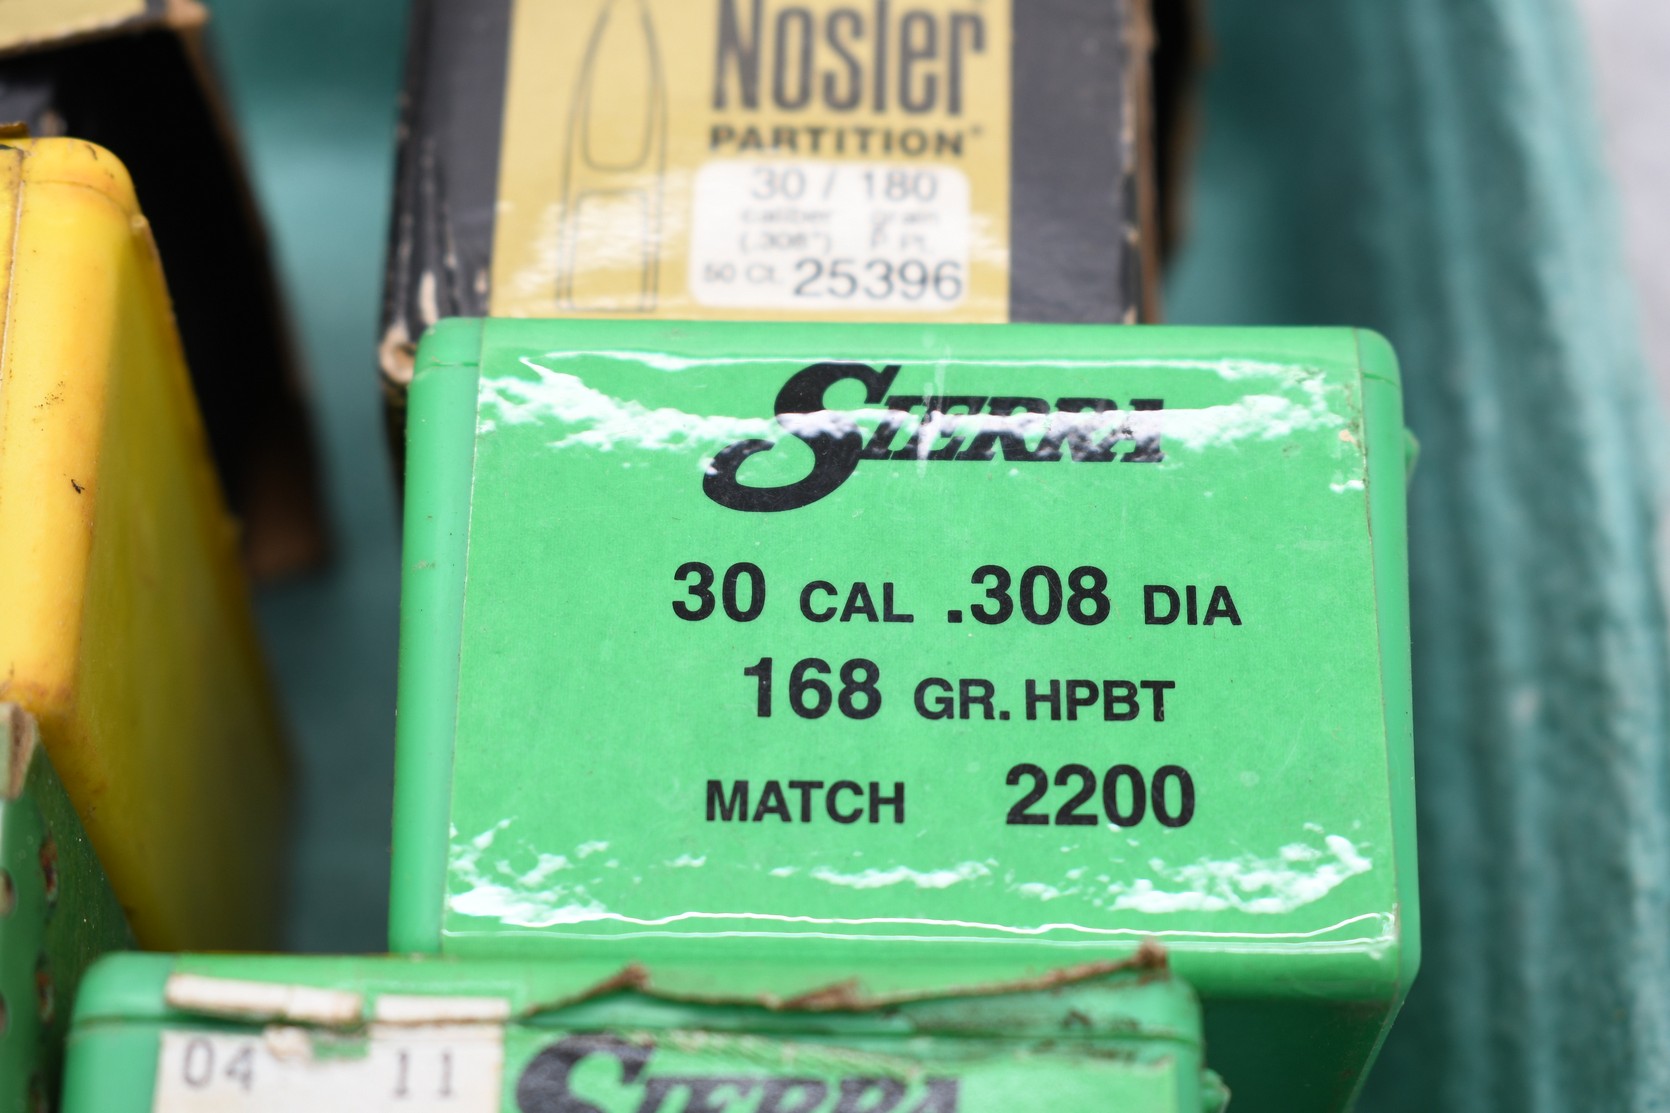 Nosler
PARTITION
30 / 180
caliber grain
(.308")
50 Ct. 25396
SIERRA
30 CAL .308 DIA
168 GR. HPBT
MATCH 2200
04 11
SIERRA